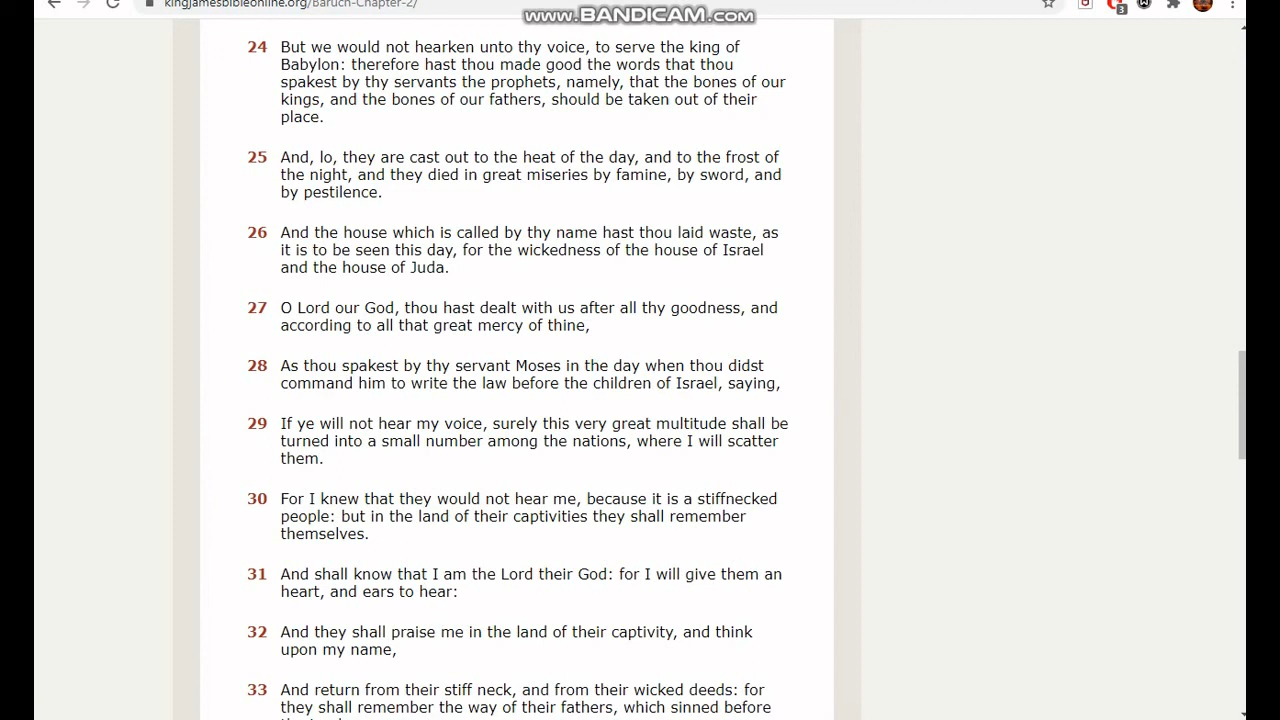 kingjamesbibleonline.org/Baruch-Chapter-2/
www.BANDICAM.com
3
24 But we would not hearken unto thy voice, to serve the king of
Babylon: therefore hast thou made good the words that thou
spakest by thy servants the prophets, namely, that the bones of our
kings, and the bones of our fathers, should be taken out of their
place.
25 And, lo, they are cast out to the heat of the day, and to the frost of
the night, and they died in great miseries by famine, by sword, and
by pestilence.
26 And the house which is called by thy name hast thou laid waste, as
it is to be seen this day, for the wickedness of the house of Israel
and the house of Juda.
27 O Lord our God, thou hast dealt with us after all thy goodness, and
according to all that great mercy of thine,
28 As thou spakest by thy servant Moses in the day when thou didst
command him to write the law before the children of Israel, saying,
29 If ye will not hear my voice, surely this very great multitude shall be
turned into a small number among the nations, where I will scatter
them.
30 For I knew that they would not hear me, because it is a stiffnecked
people: but in the land of their captivities they shall remember
themselves.
31 And shall know that I am the Lord their God: for I will give them an
heart, and ears to hear:
32 And they shall praise me in the land of their captivity, and think
upon my name,
33 And return from their stiff neck, and from their wicked deeds: for
they shall remember the way of their fathers, which sinned before